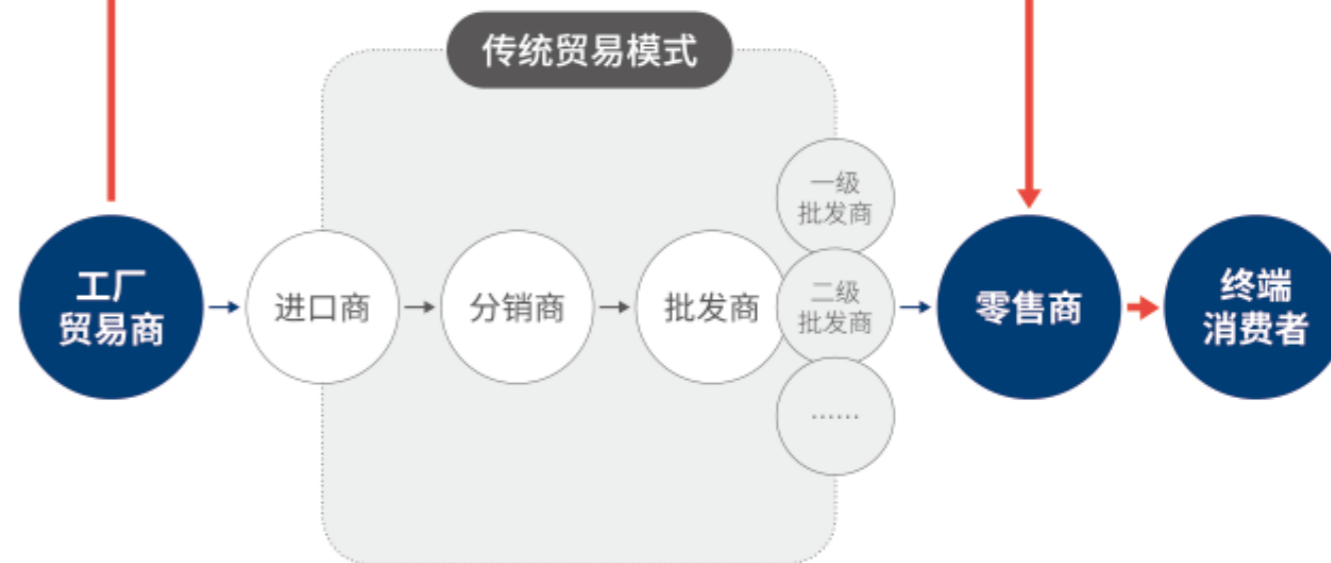 传统贸易模式
一级
批发商
工厂
贸易商
进口商
分销商
批发商
二级
批发商
零售商
终端
消费者
……